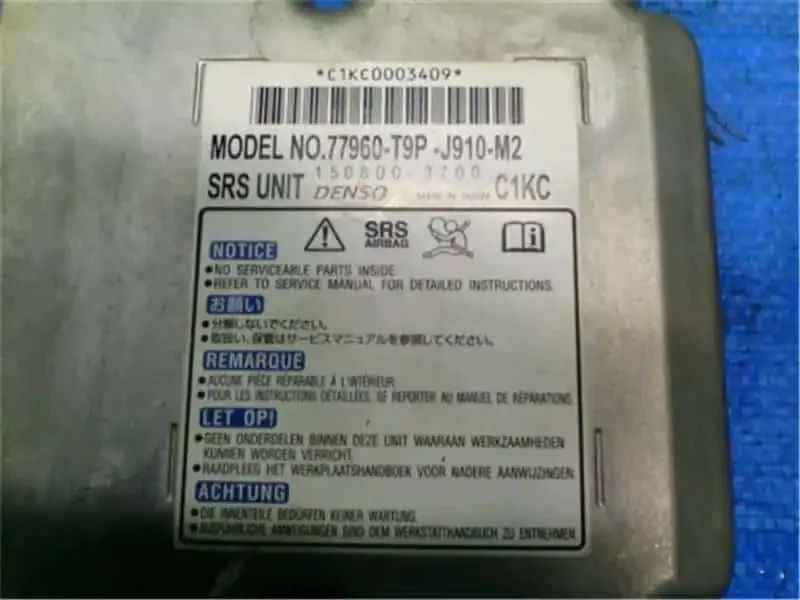 *C1KC0003409*
MODEL NO.77960-T9P -J910-M2
150800-3700
SRS UNIT DENSO MADE IN JAPAN C1KC
SRS
AIRBAG
NOTICE
●NO SERVICEABLE PARTS INSIDE
●REFER TO SERVICE MANUAL FOR DETAILED INSTRUCTIONS.
お願い
●分解しないでください。
●取扱い、保管はサービスマニュアルを参照してください。
REMARQUE
●AUCUNE PIÈCE RÉPARABLE À L'INTÉRIEUR
●POUR LES INSTRUCTIONS DÉTAILLÉES, SE REPORTER AU MANUEL DE RÉPARATIONS
LET OP!
●GEEN ONDERDELEN BINNEN DEZE UNIT WAARAAN WERKZAAMHEDEN
KUNNEN WORDEN VERRICHT.
●RAADPLEEG HET WERKPLAATSHANDBOEK VOOR NADERE AANWIJZINGEN.
ACHTUNG
●DIE INNENTEILE BEDÜRFEN KEINER WARTUNG.
●AUSFÜHRLICHE ANWEISUNGEN SIND DEM WERKSTATTHANDBUCH ZU ENTNEHMEN.